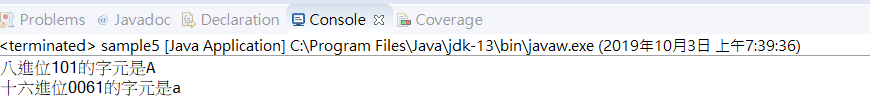 Problems @ Javadoc Declaration Console Coverage
<terminated> sample5 [Java Application] C:\Program Files\Java\jdk-13\bin\javaw.exe (2019年10月3日 上午7:39:36)
八進位101的字元是A
十六進位0061的字元是a